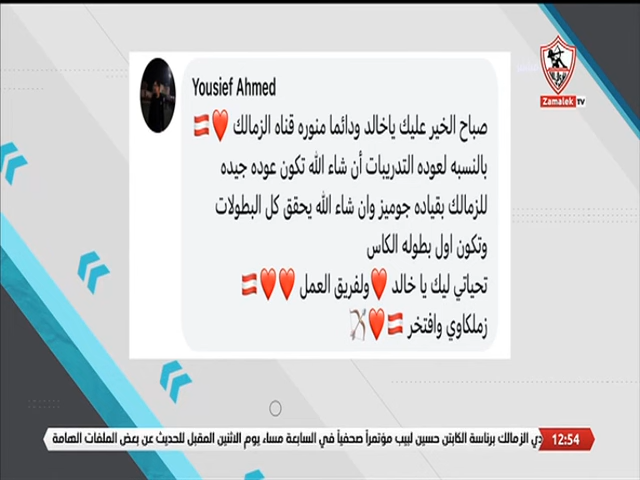 Zamalek TV
Yousief Ahmed
صباح الخير عليك ياخالد ودائما منوره قناه الزمالك ❤️🇦🇹
بالنسبه لعوده التدريبات أن شاء الله تكون عوده جيده
للزمالك بقياده جوميز وان شاء الله يحقق كل البطولات
وتكون اول بطوله الكاس
تحياتي ليك يا خالد ❤️ولفريق العمل ❤️❤️🇦🇹
زملكاوي وافتخر 🇦🇹❤️🏹
12:54
دي الزمالك برئاسة الكابتن حسين لبيب مؤتمراً صحفياً في السابعة مساء يوم الاثنين المقبل للحديث عن بعض الملفات الهامة